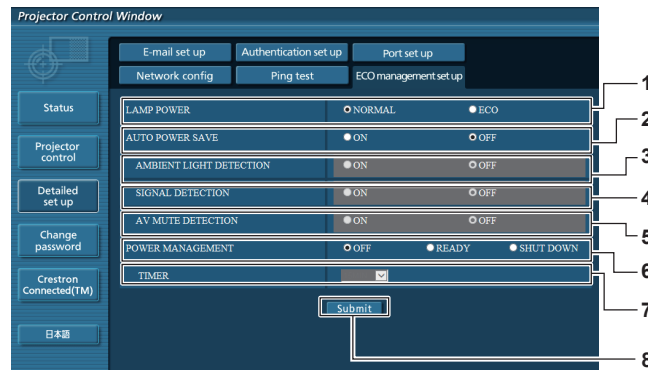 Projector Control Window
E-mail set up
Authentication set up
Port set up
Network config
Ping test
ECO management set up
Status
Projector
control
Detailed
set up
Change
password
Crestron
Connected(TM)
日本語
LAMP POWER NORMAL ECO
AUTO POWER SAVE ON OFF
AMBIENT LIGHT DETECTION ON OFF
SIGNAL DETECTION ON OFF
AV MUTE DETECTION ON OFF
POWER MANAGEMENT OFF READY SHUT DOWN
TIMER
Submit
1
2
3
4
5
6
7
8